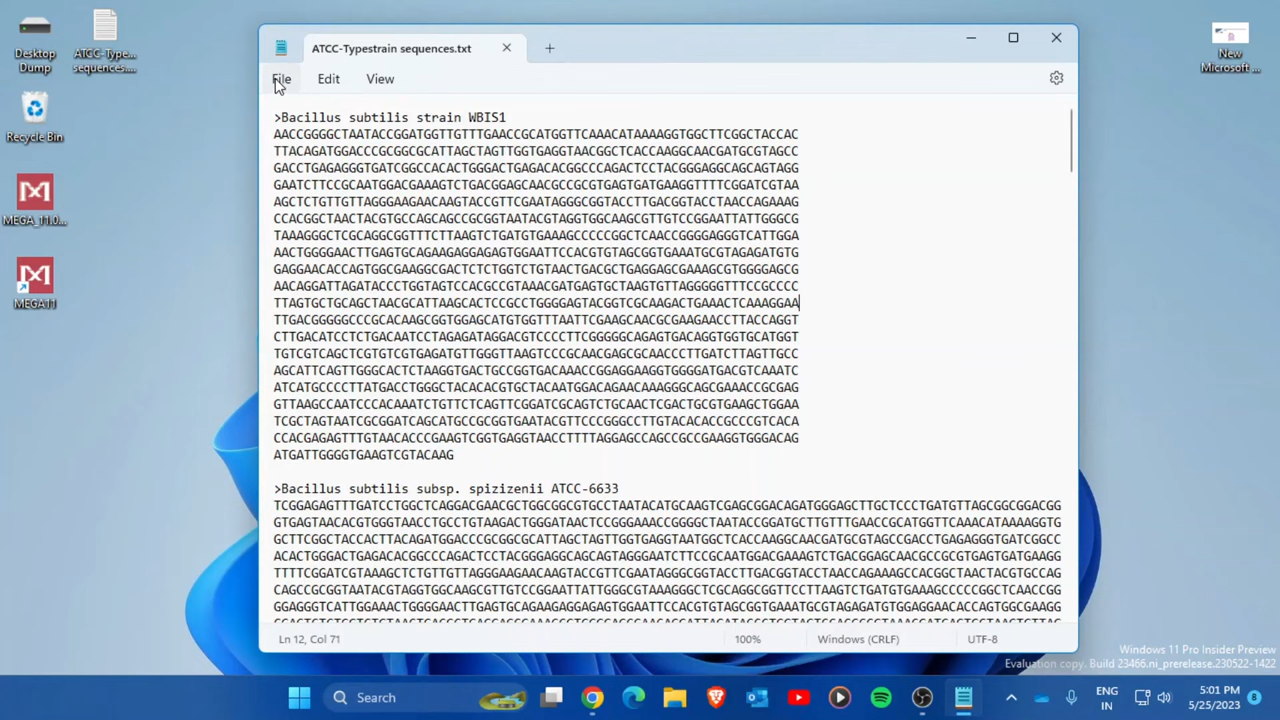 Desktop Dump
ATCC-Type... sequences....
Recycle Bin
MEGA_11.0...
MEGA11
New Microsoft ...
ATCC-Typestrain sequences.txt
File Edit View
>Bacillus subtilis strain WBIS1
AACCGGGGCTAATACCGGATGGTTGTTTGAACCGCATGGTTCAAACATAAAAGGTGGCTTCGGCTACCAC
TTACAGATGGACCCGCGGCGCATTAGCTAGTTGGTGAGGTAACGGCTCACCAAGGCAACGATGCGTAGCC
GACCTGAGAGGGTGATCGGCCACACTGGGACTGAGACACGGCCCAGACTCCTACGGGAGGCAGCAGTAGG
GAATCTTCCGCAATGGACGAAAGTCTGACGGAGCAACGCCGCGTGAGTGATGAAGGTTTTCGGATCGTAA
AGCTCTGTTGTTAGGGAAGAACAAGTACCGTTCGAATAGGGCGGTACCTTGACGGTACCTAACCAGAAAG
CCACGGCTAACTACGTGCCAGCAGCCGCGGTAATACGTAGGTGGCAAGCGTTGTCCGGAATTATTGGGCG
TAAAGGGCTCGCAGGCGGTTTCTTAAGTCTGATGTGAAAGCCCCCGGCTCAACCGGGGAGGGTCATTGGA
AACTGGGGAACTTGAGTGCAGAAGAGGAGAGTGGAATTCCACGTGTAGCGGTGAAATGCGTAGAGATGTG
GAGGAACACCAGTGGCGAAGGCGACTCTCTGGTCTGTAACTGACGCTGAGGAGCGAAAGCGTGGGGAGCG
AACAGGATTAGATACCCTGGTAGTCCACGCCGTAAACGATGAGTGCTAAGTGTTAGGGGGTTTCCGCCCC
TTAGTGCTGCAGCTAACGCATTAAGCACTCCGCCTGGGGAGTACGGTCGCAAGACTGAAACTCAAAGGAA
TTGACGGGGGCCCGCACAAGCGGTGGAGCATGTGGTTTAATTCGAAGCAACGCGAAGAACCTTACCAGGT
CTTGACATCCTCTGACAATCCTAGAGATAGGACGTCCCCTTCGGGGGCAGAGTGACAGGTGGTGCATGGT
TGTCGTCAGCTCGTGTCGTGAGATGTTGGGTTAAGTCCCGCAACGAGCGCAACCCTTGATCTTAGTTGCC
AGCATTCAGTTGGGCACTCTAAGGTGACTGCCGGTGACAAACCGGAGGAAGGTGGGGATGACGTCAAATC
ATCATGCCCCTTATGACCTGGGCTACACACGTGCTACAATGGACAGAACAAAGGGCAGCGAAACCGCGAG
GTTAAGCCAATCCCACAAATCTGTTCTCAGTTCGGATCGCAGTCTGCAACTCGACTGCGTGAAGCTGGAA
TCGCTAGTAATCGCGGATCAGCATGCCGCGGTGAATACGTTCCCGGGCCTTGTACACACCGCCCGTCACA
CCACGAGAGTTTGTAACACCCGAAGTCGGTGAGGTAACCTTTTAGGAGCCAGCCGCCGAAGGTGGGACAG
ATGATTGGGGTGAAGTCGTACAAG
>Bacillus subtilis subsp. spizizenii ATCC-6633
TCGGAGAGTTTGATCCTGGCTCAGGACGAACGCTGGCGGCGTGCCTAATACATGCAAGTCGAGCGGACAGATGGGAGCTTGCTCCCTGATGTTAGCGGCGGACGG
GTGAGTAACACGTGGGTAACCTGCCTGTAAGACTGGGATAACTCCGGGAAACCGGGGCTAATACCGGATGCTTGTTTGAACCGCATGGTTCAAACATAAAAGGTG
GCTTCGGCTACCACTTACAGATGGACCCGCGGCGCATTAGCTAGTTGGTGAGGTAATGGCTCACCAAGGCAACGATGCGTAGCCGACCTGAGAGGGTGATCGGCC
ACACTGGGACTGAGACACGGCCCAGACTCCTACGGGAGGCAGCAGTAGGGAATCTTCCGCAATGGACGAAAGTCTGACGGAGCAACGCCGCGTGAGTGATGAAGG
TTTTCGGATCGTAAAGCTCTGTTGTTAGGGAAGAACAAGTACCGTTCGAATAGGGCGGTACCTTGACGGTACCTAACCAGAAAGCCACGGCTAACTACGTGCCAG
CAGCCGCGGTAATACGTAGGTGGCAAGCGTTGTCCGGAATTATTGGGCGTAAAGGGCTCGCAGGCGGTTCCTTAAGTCTGATGTGAAAGCCCCCGGCTCAACCGG
GGAGGGTCATTGGAAACTGGGGAACTTGAGTGCAGAAGAGGAGAGTGGAATTCCACGTGTAGCGGTGAAATGCGTAGAGATGTGGAGGAACACCAGTGGCGAAGG
Ln 12, Col 71 100% Windows (CRLF) UTF-8
Windows 11 Pro Insider Preview
Evaluation copy. Build 23466.ni_prerelease.230522-1422
Search
ENG IN
5:01 PM
5/25/2023
8